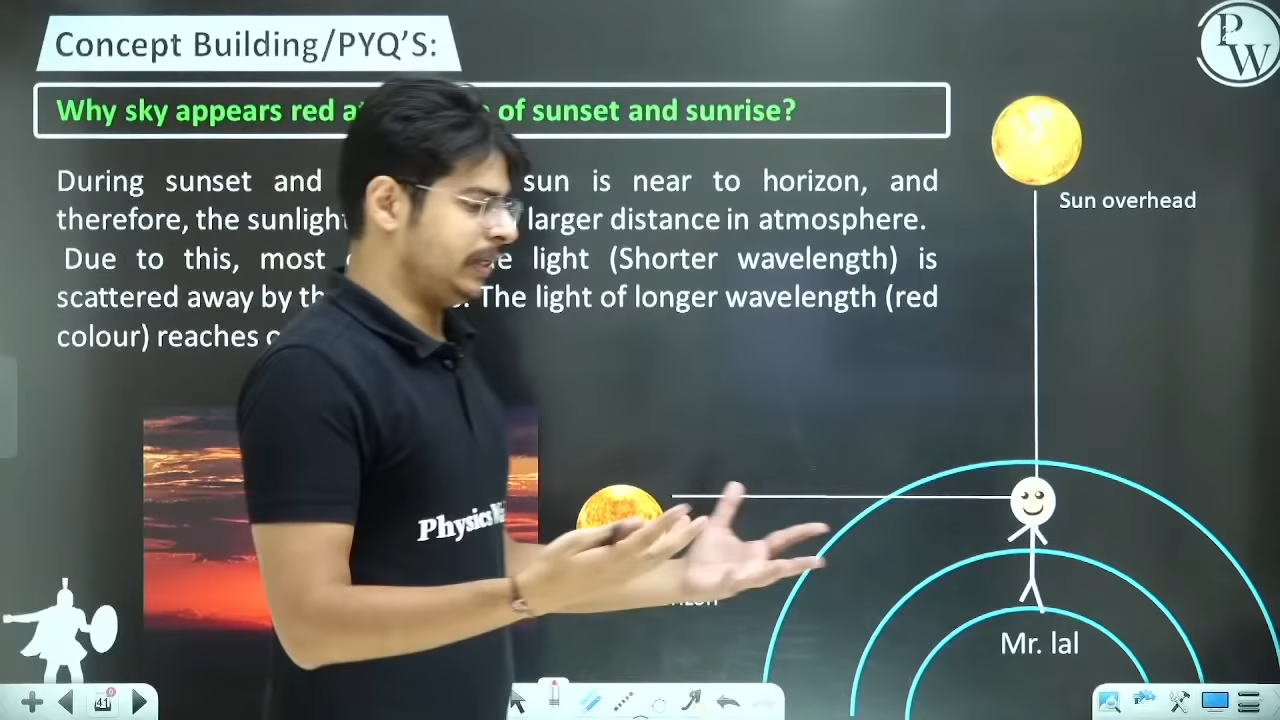 Concept Building/PYQ'S:
PW
Why sky appears red a of sunset and sunrise?
During sunset and sun is near to horizon, and
therefore, the sunlight larger distance in atmosphere.
Due to this, most light (Shorter wavelength) is
scattered away by The light of longer wavelength (red
colour) reaches
Sun overhead
Physics
Mr. lal
41